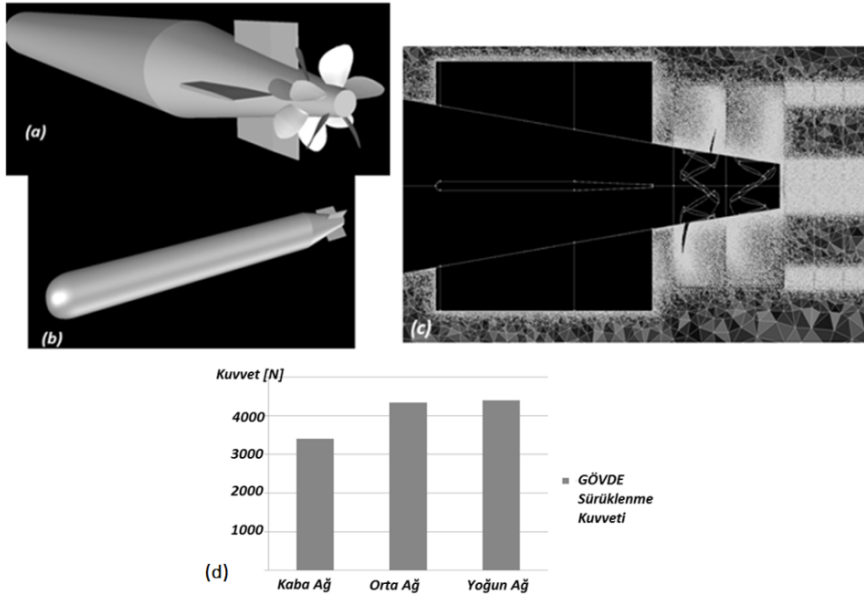 (a)
(b)
(c)
Kuvvet [N]
4000
3000
2000
1000
GÖVDE
Sürüklenme
Kuvveti
(d)
Kaba Ağ Orta Ağ Yoğun Ağ